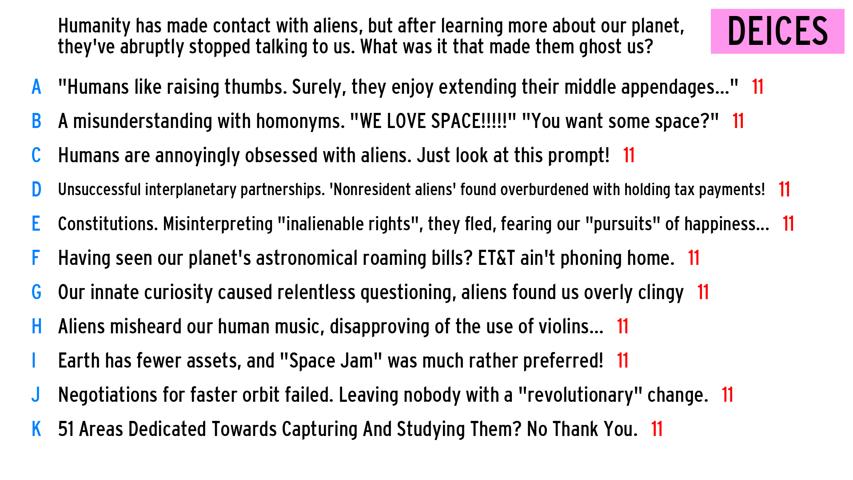 Humanity has made contact with aliens, but after learning more about our planet,
they've abruptly stopped talking to us. What was it that made them ghost us?
DEICES
A "Humans like raising thumbs. Surely, they enjoy extending their middle appendages..." 11
B A misunderstanding with homonyms. "WE LOVE SPACE!!!!!" "You want some space?" 11
C Humans are annoyingly obsessed with aliens. Just look at this prompt! 11
D Unsuccessful interplanetary partnerships. 'Nonresident aliens' found overburdened with holding tax payments! 11
E Constitutions. Misinterpreting "inalienable rights", they fled, fearing our "pursuits" of happiness... 11
F Having seen our planet's astronomical roaming bills? ET&T ain't phoning home. 11
G Our innate curiosity caused relentless questioning, aliens found us overly clingy 11
H Aliens misheard our human music, disapproving of the use of violins... 11
I Earth has fewer assets, and "Space Jam" was much rather preferred! 11
J Negotiations for faster orbit failed. Leaving nobody with a "revolutionary" change. 11
K 51 Areas Dedicated Towards Capturing And Studying Them? No Thank You. 11